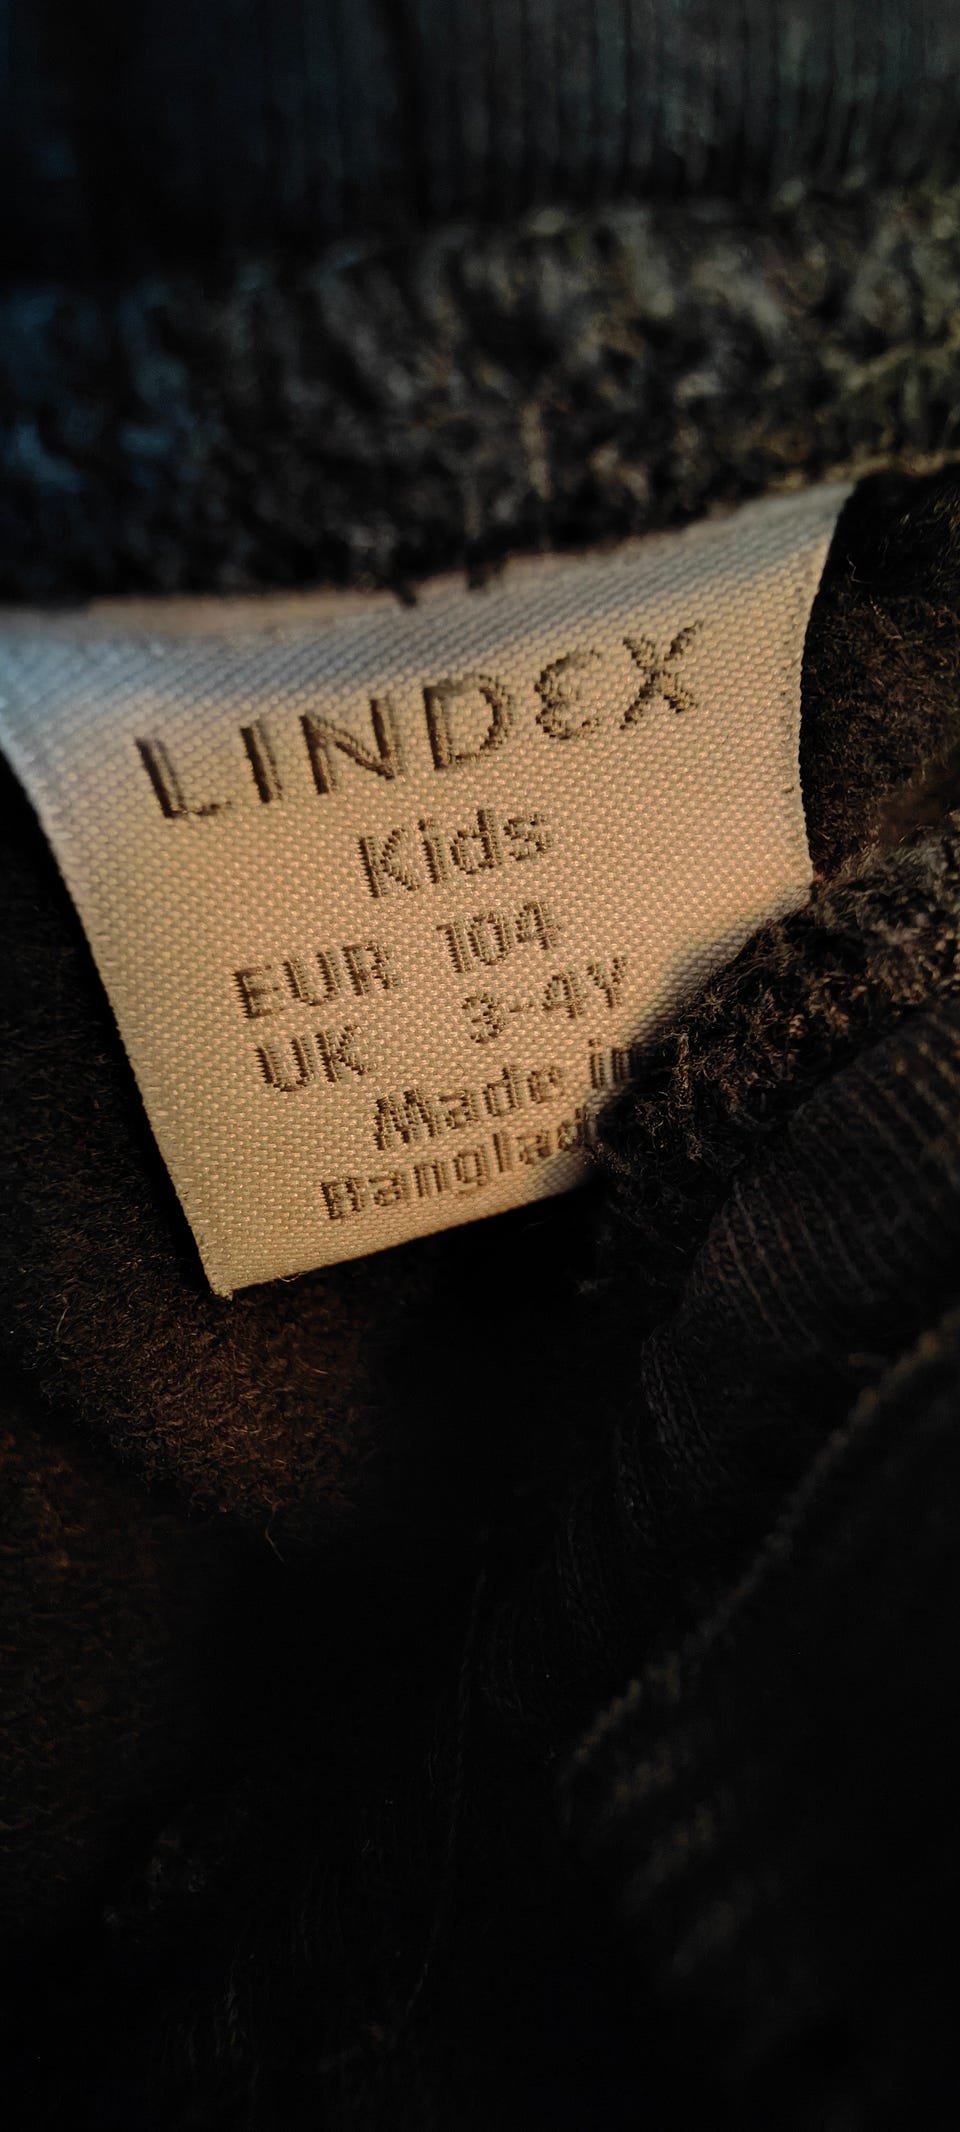 LINDEX
Kids
EUR 104
UK 3-4Y
Made in